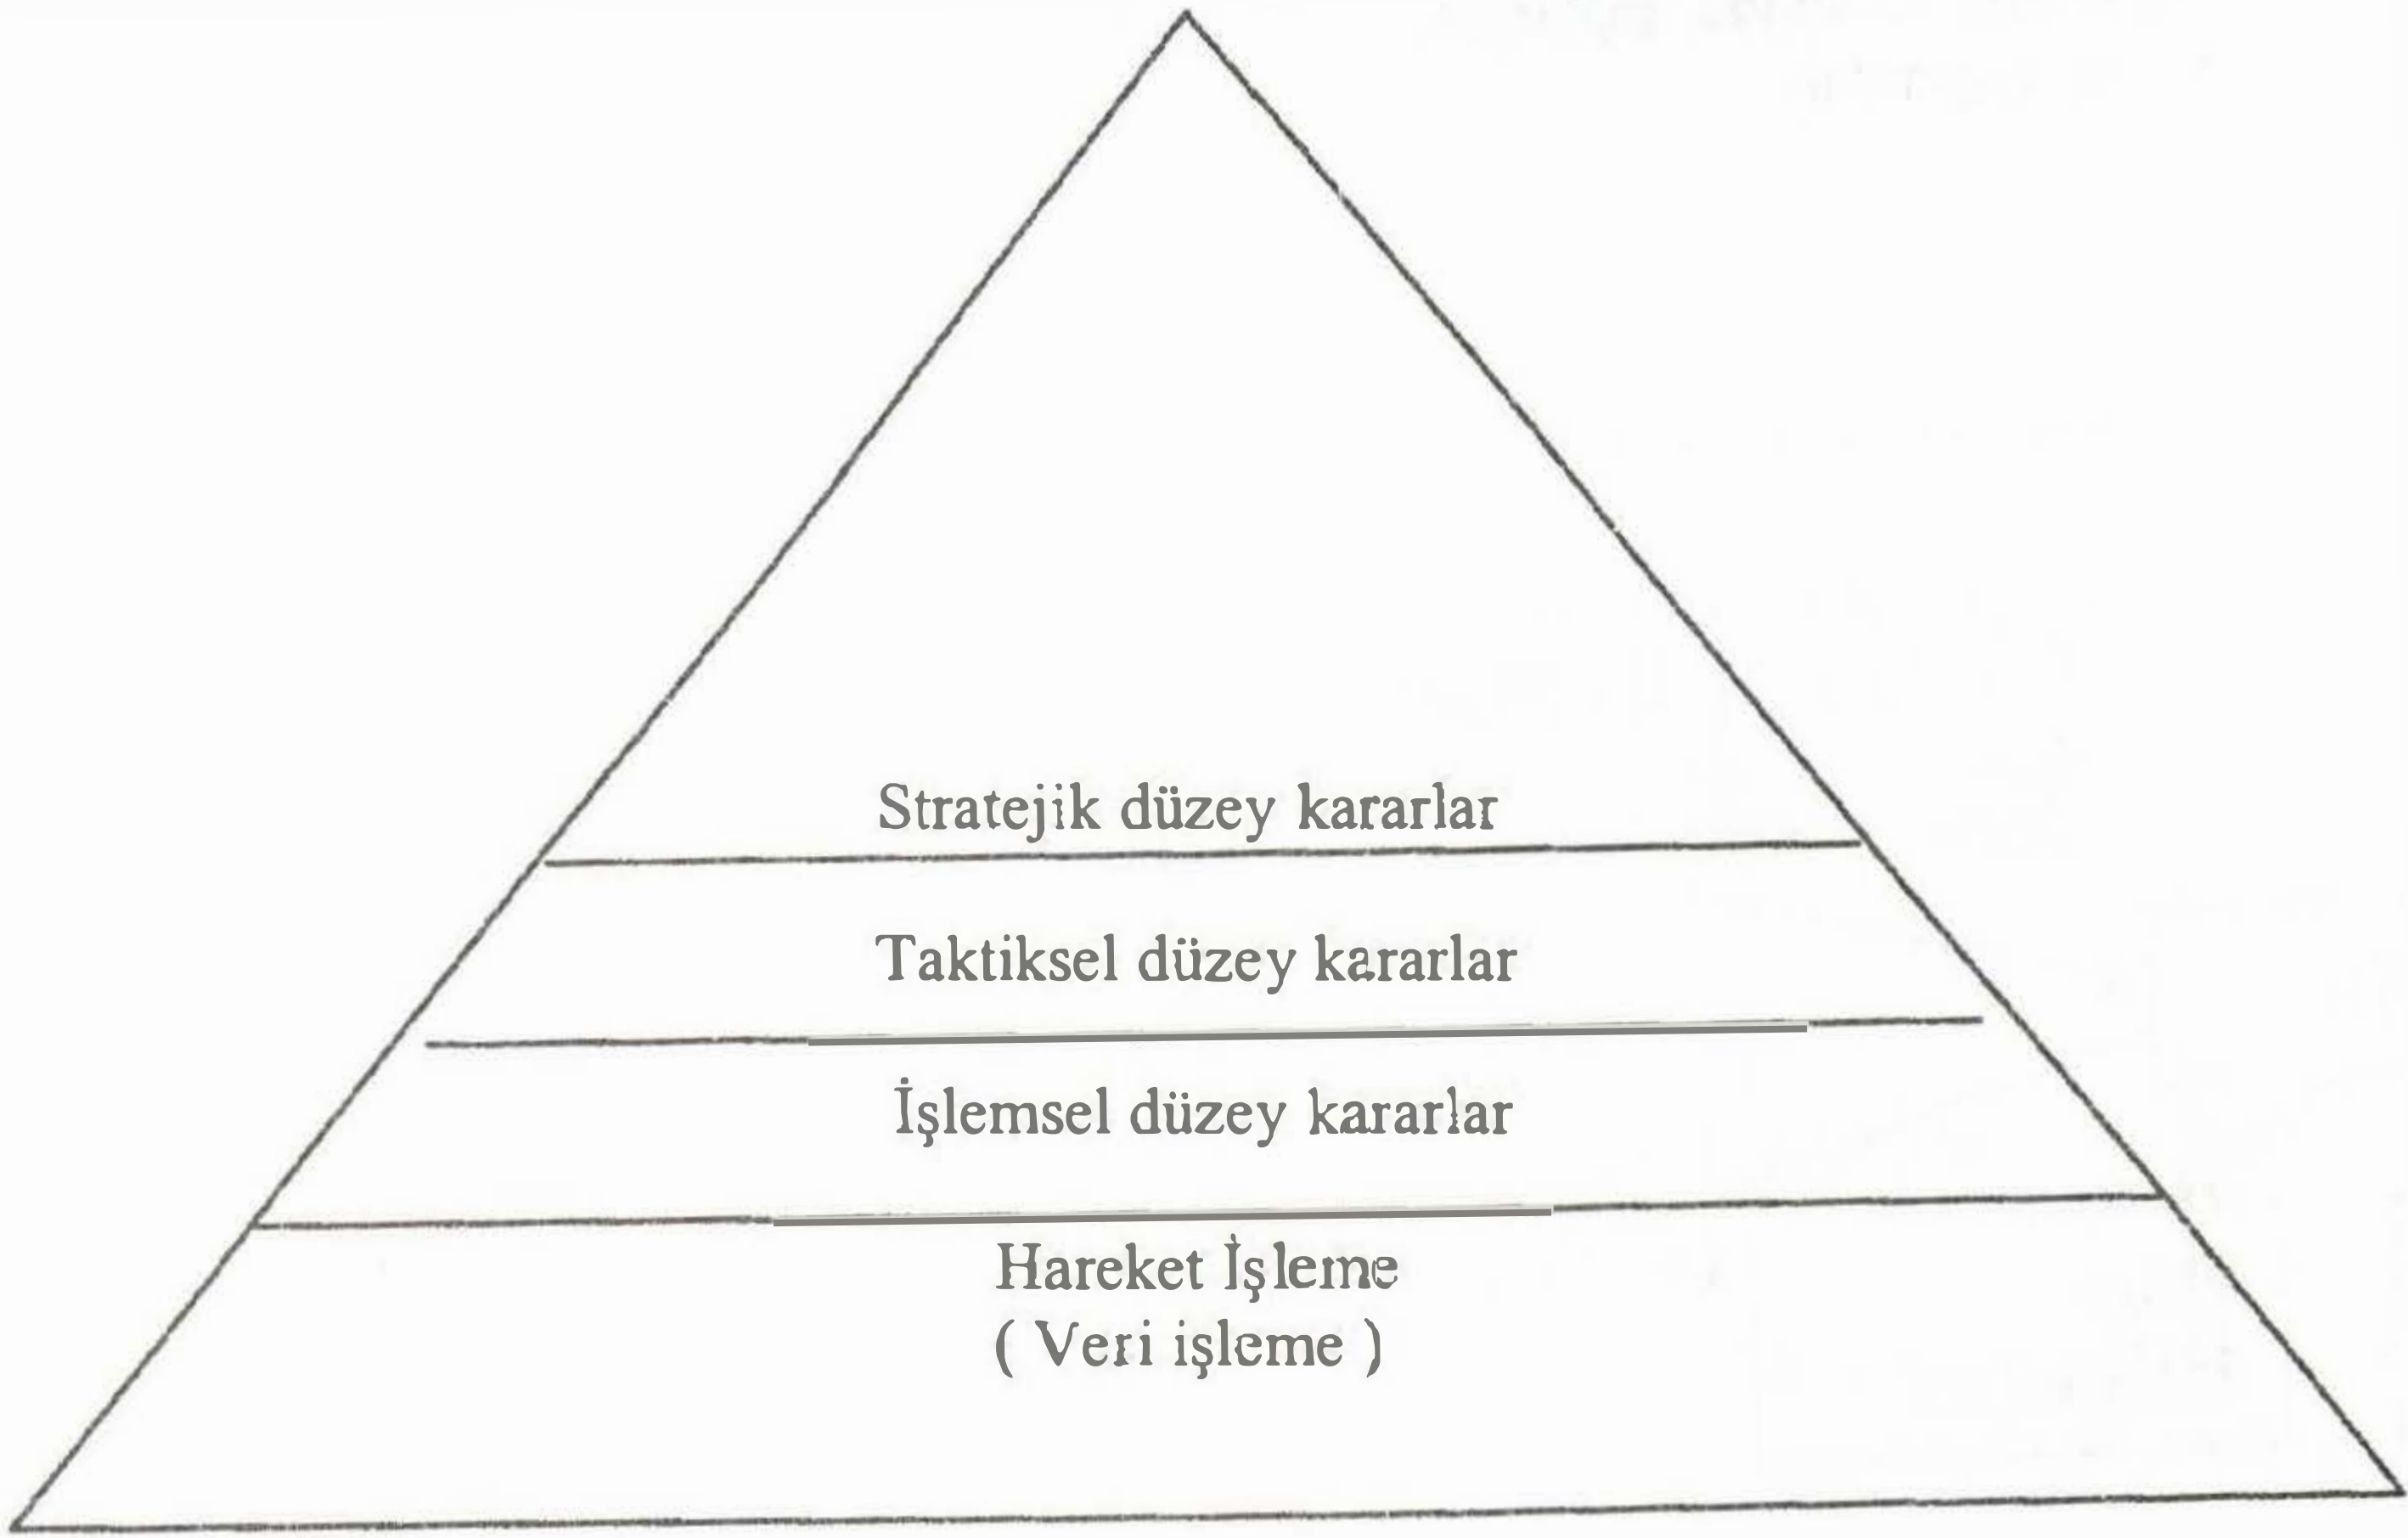 Stratejik düzey kararlar
Taktiksel düzey kararlar
İşlemsel düzey kararlar
Hareket İşleme
( Veri işleme )